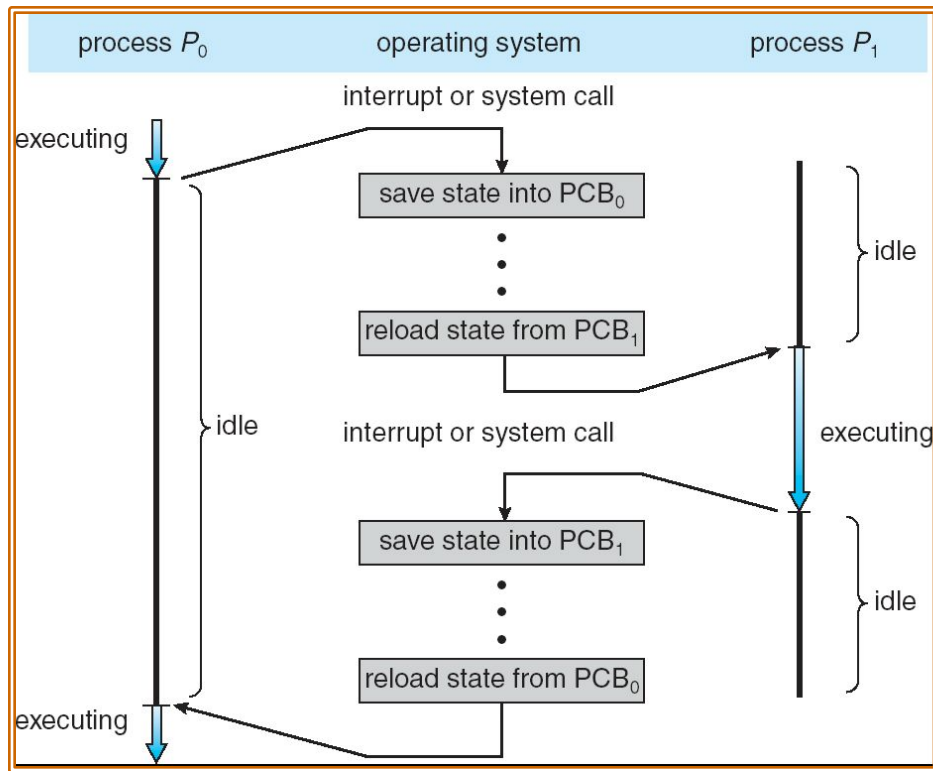 process P₀ operating system process P₁
interrupt or system call
executing
save state into PCB₀
idle
reload state from PCB₁
idle
interrupt or system call
executing
save state into PCB₁
idle
reload state from PCB₀
executing